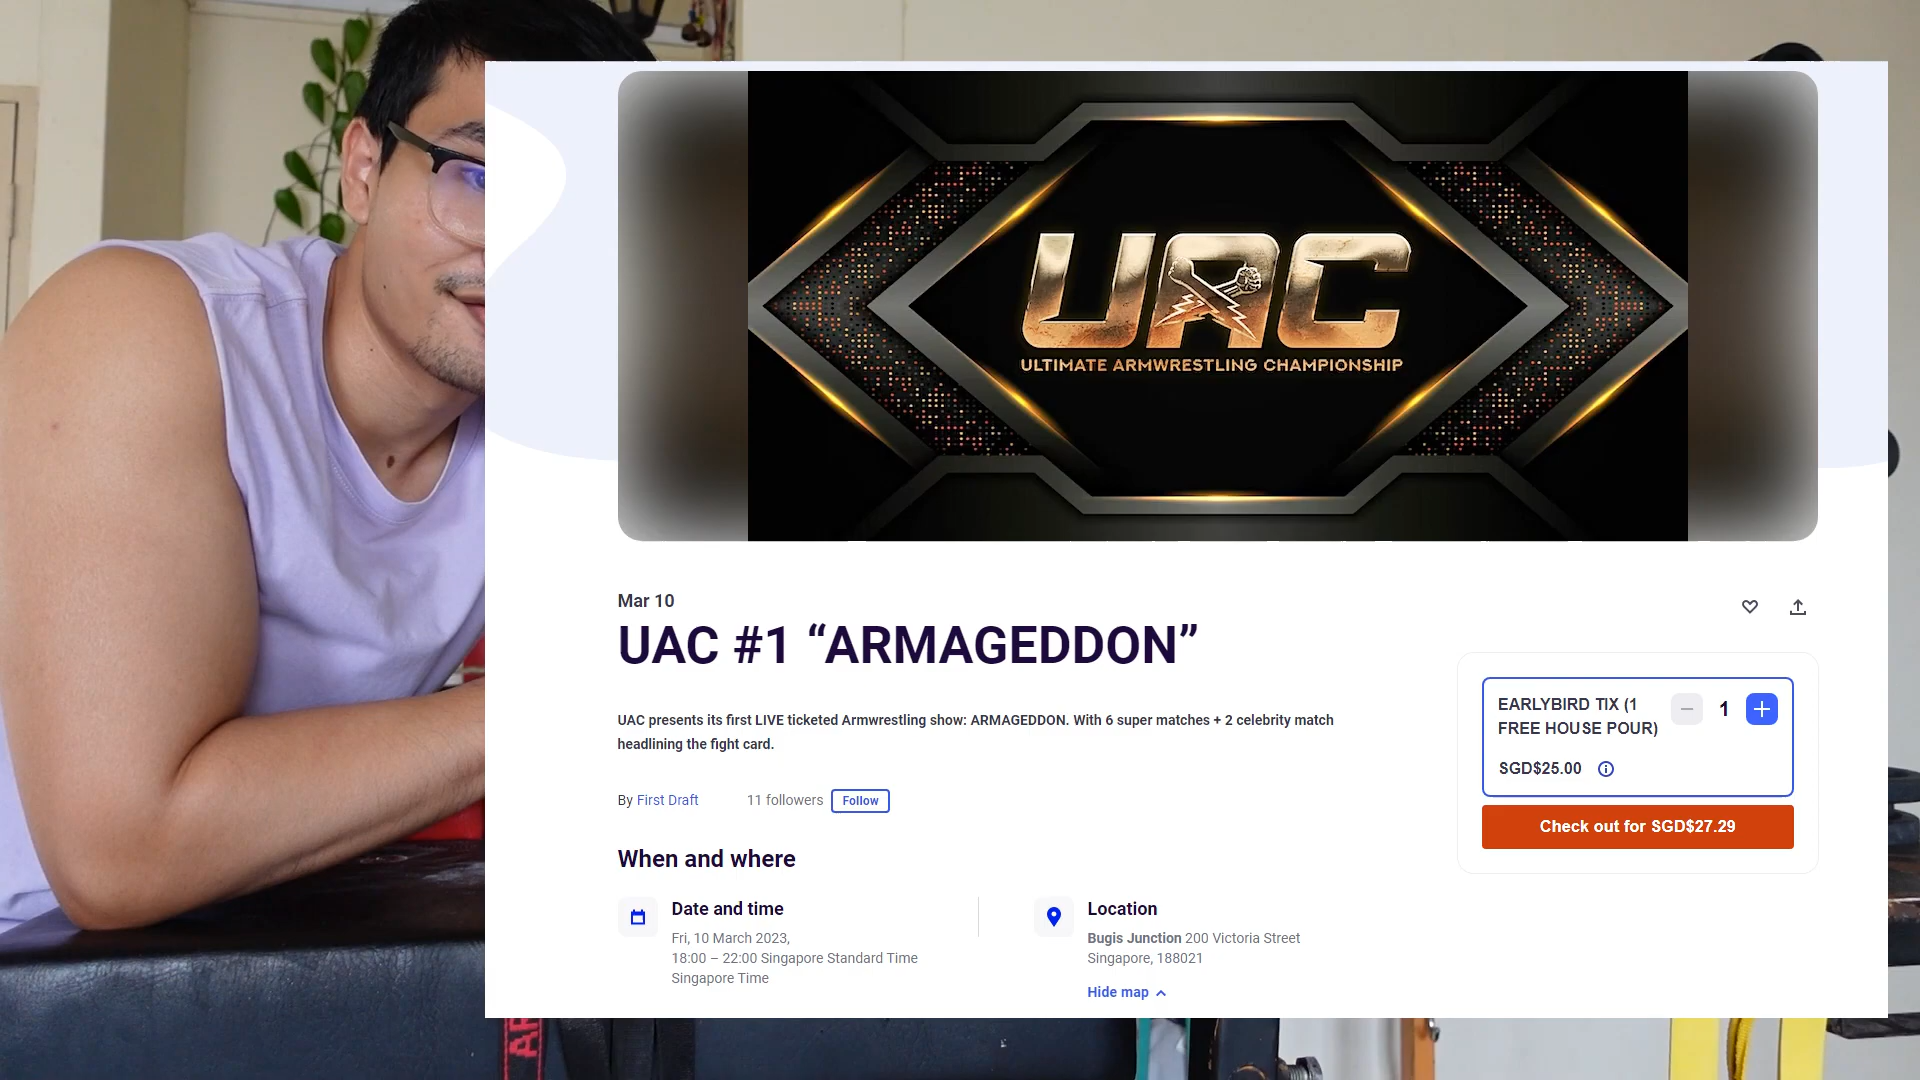 UAC
ULTIMATE ARMWRESTLING CHAMPIONSHIP
Mar 10
UAC #1 “ARMAGEDDON”
UAC presents its first LIVE ticketed Armwrestling show: ARMAGEDDON. With 6 super matches + 2 celebrity match
headlining the fight card.
By First Draft 11 followers Follow
When and where
Date and time
Fri, 10 March 2023,
18:00 – 22:00 Singapore Standard Time
Singapore Time
Location
Bugis Junction 200 Victoria Street
Singapore, 188021
Hide map
EARLYBIRD TIX (1
FREE HOUSE POUR)
1
SGD$25.00
Check out for SGD$27.29